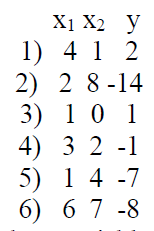 x₁ x₂ y
1) 4 1 2
2) 2 8 -14
3) 1 0 1
4) 3 2 -1
5) 1 4 -7
6) 6 7 -8